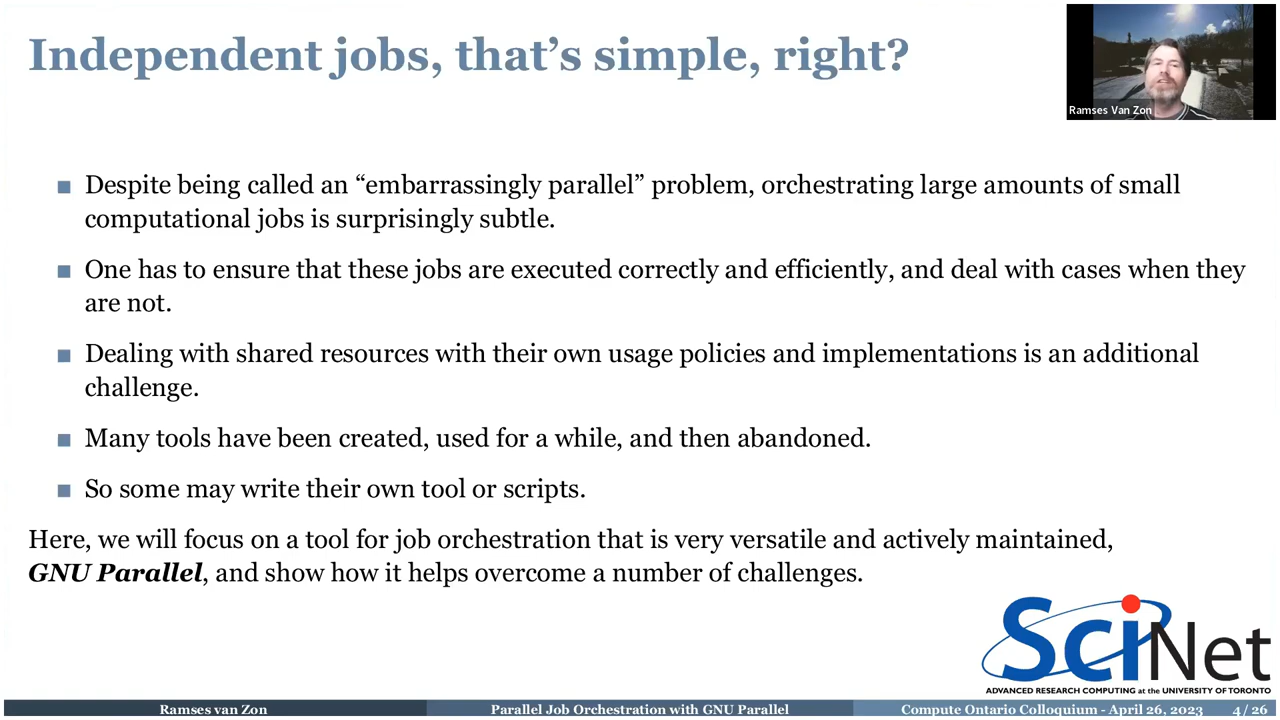 Independent jobs, that’s simple, right?
Ramses Van Zon
Despite being called an “embarrassingly parallel” problem, orchestrating large amounts of small
computational jobs is surprisingly subtle.
One has to ensure that these jobs are executed correctly and efficiently, and deal with cases when they
are not.
Dealing with shared resources with their own usage policies and implementations is an additional
challenge.
Many tools have been created, used for a while, and then abandoned.
So some may write their own tool or scripts.
Here, we will focus on a tool for job orchestration that is very versatile and actively maintained,
GNU Parallel, and show how it helps overcome a number of challenges.
SciNet
ADVANCED RESEARCH COMPUTING at the UNIVERSITY OF TORONTO
Ramses van Zon
Parallel Job Orchestration with GNU Parallel
Compute Ontario Colloquium - April 26, 2023
4 / 26